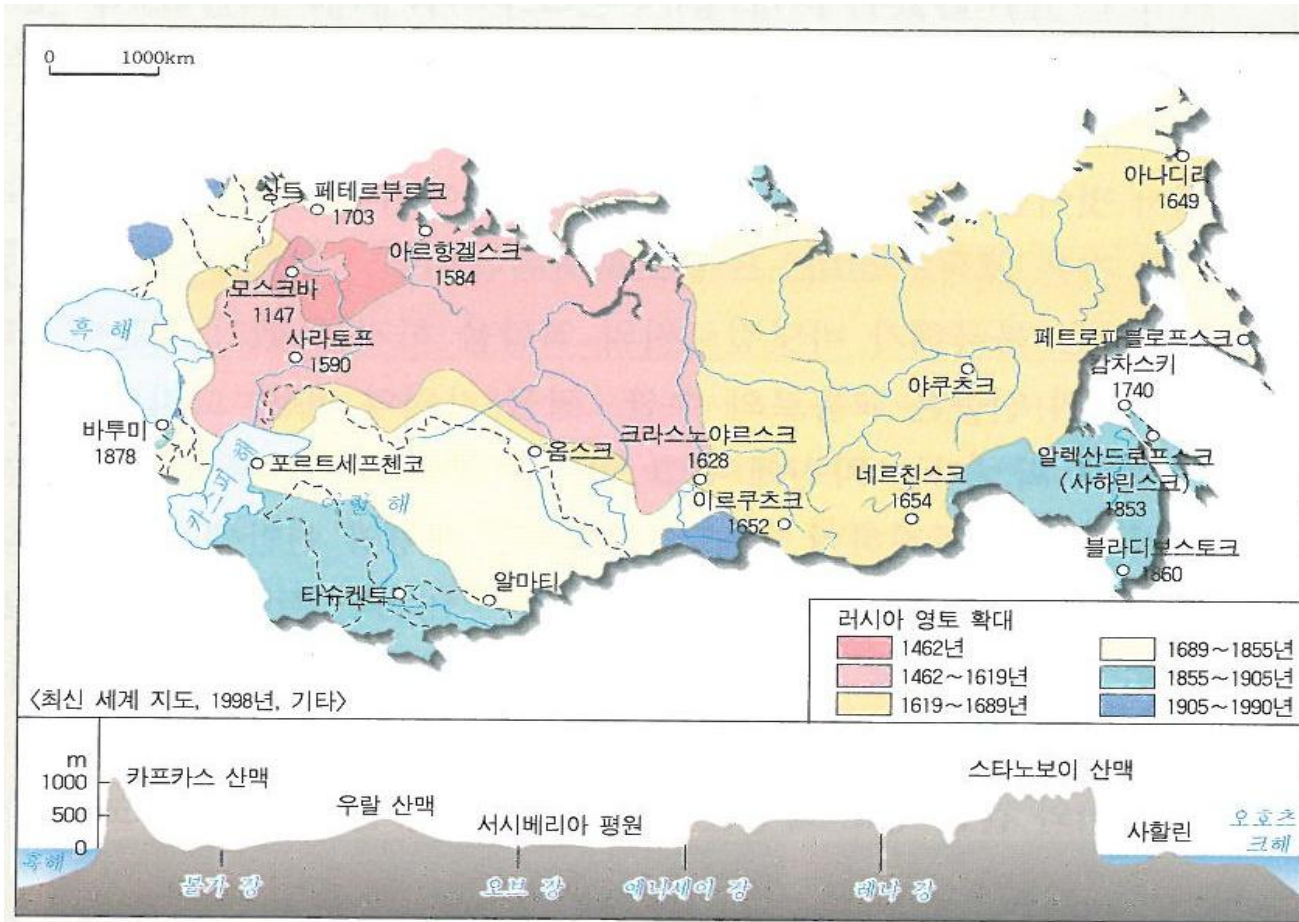 0 1000km
상트 페테르부르크
1703
아르항겔스크
1584
모스크바
1147
사라토프
1590
흑해
바투미
1878
카스피 해
포르트세프첸코
아랄 해
옴스크
타슈켄트
알마티
크라스노야르스크
1628
이르쿠츠크
1652
네르친스크
1654
야쿠츠크
아나디리
1649
페트로파블로프스크
캄차스키
1740
알렉산드로프스크
(사하린스크)
1853
블라디보스토크
1860
러시아 영토 확대
1462년
1462~1619년
1619~1689년
1689~1855년
1855~1905년
1905~1990년
〈최신 세계 지도, 1998년, 기타〉
m
1000
500
0
카프카스 산맥
우랄 산맥
서시베리아 평원
스타노보이 산맥
사할린
오호츠
크해
흑해
볼가 강
오브 강
예니세이 강
레나 강